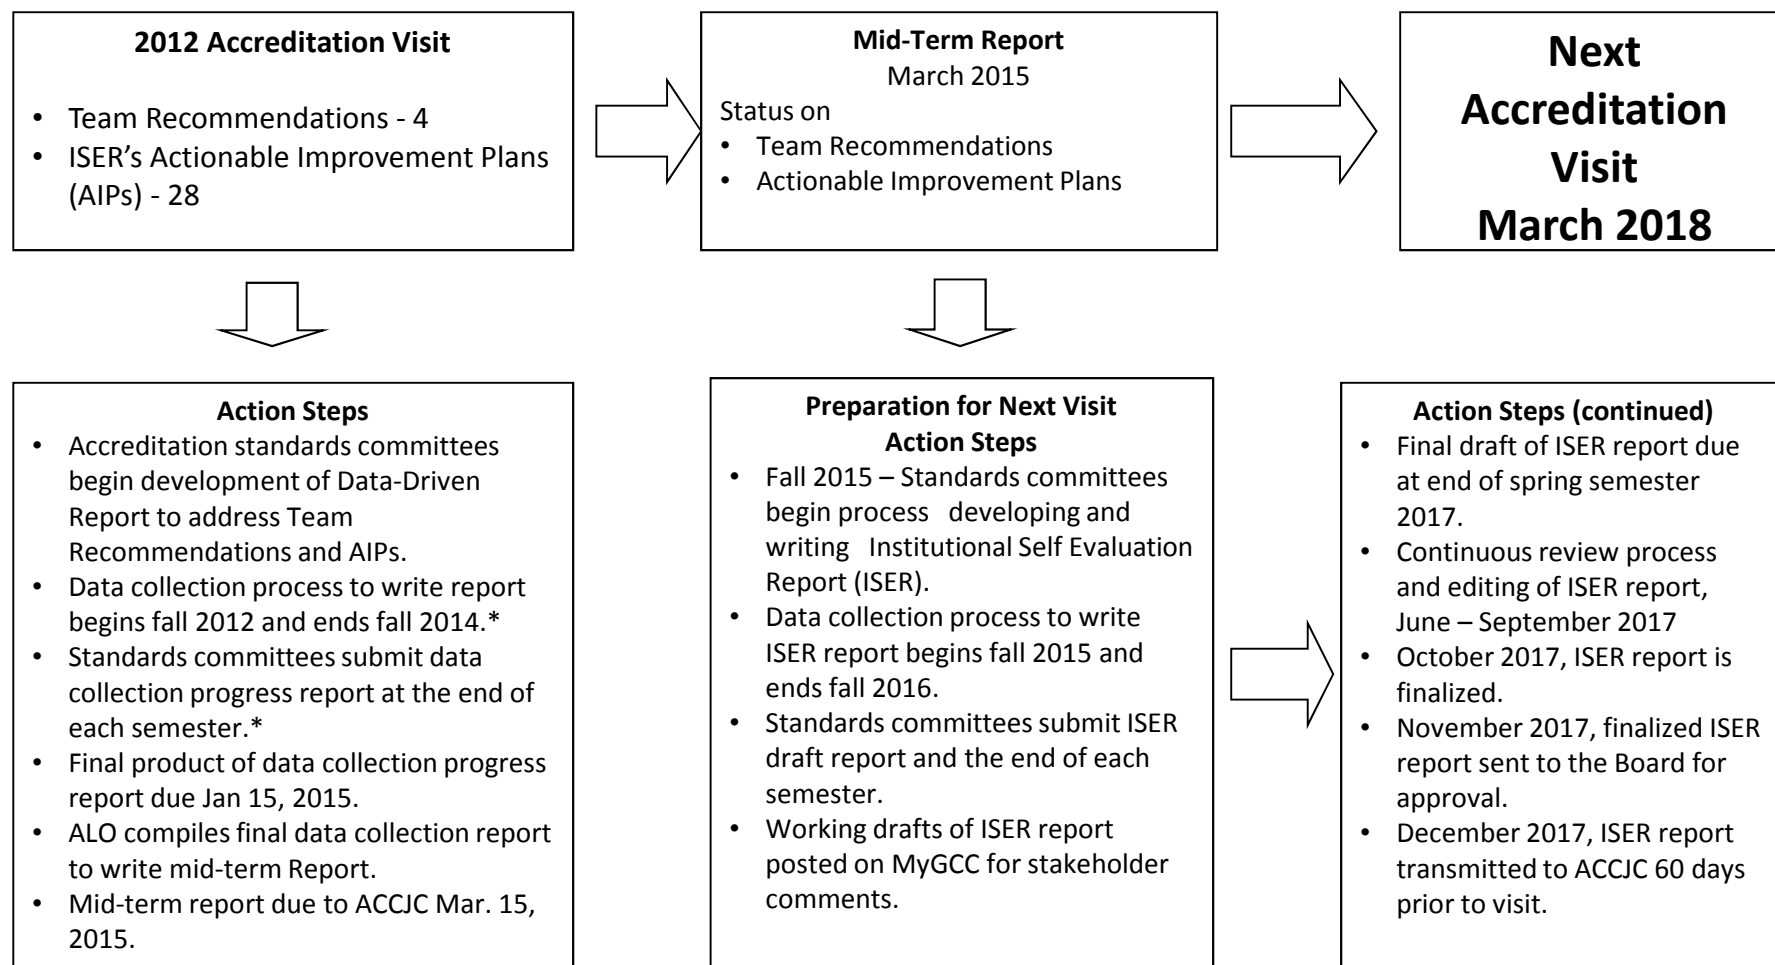 2012 Accreditation Visit
• Team Recommendations - 4
• ISER’s Actionable Improvement Plans
(AIPs) - 28
Mid-Term Report
March 2015
Status on
• Team Recommendations
• Actionable Improvement Plans
Next
Accreditation
Visit
March 2018
Action Steps
• Accreditation standards committees
begin development of Data-Driven
Report to address Team
Recommendations and AIPs.
• Data collection process to write report
begins fall 2012 and ends fall 2014.*
• Standards committees submit data
collection progress report at the end of
each semester.*
• Final product of data collection progress
report due Jan 15, 2015.
• ALO compiles final data collection report
to write mid-term Report.
• Mid-term report due to ACCJC Mar. 15,
2015.
Preparation for Next Visit
Action Steps
• Fall 2015 – Standards committees
begin process developing and
writing Institutional Self Evaluation
Report (ISER).
• Data collection process to write
ISER report begins fall 2015 and
ends fall 2016.
• Standards committees submit ISER
draft report and the end of each
semester.
• Working drafts of ISER report
posted on MyGCC for stakeholder
comments.
Action Steps (continued)
• Final draft of ISER report due
at end of spring semester
2017.
• Continuous review process
and editing of ISER report,
June – September 2017
• October 2017, ISER report is
finalized.
• November 2017, finalized ISER
report sent to the Board for
approval.
• December 2017, ISER report
transmitted to ACCJC 60 days
prior to visit.